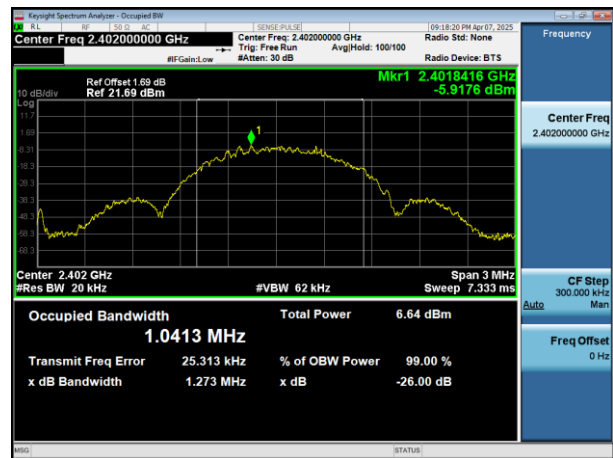 Keysight Spectrum Analyzer - Occupied BW
RL RF 50 Ω AC SENSE:PULSE 09:18:20 PM Apr 07, 2025
Center Freq 2.402000000 GHz Center Freq: 2.402000000 GHz Radio Std: None Frequency
Trig: Free Run Avg|Hold: 100/100
#IFGain:Low #Atten: 30 dB Radio Device: BTS
Ref Offset 1.69 dB Mkr1 2.4018416 GHz
10 dB/div Ref 21.69 dBm -5.9176 dBm
Log
11.7
1.69
-8.31
-18.3
-28.3
-38.3
-48.3
-58.3
-68.3
1
Center Freq
2.402000000 GHz
Center 2.402 GHz Span 3 MHz
#Res BW 20 kHz #VBW 62 kHz Sweep 7.333 ms
CF Step
300.000 kHz
Auto Man
Occupied Bandwidth Total Power 6.64 dBm
1.0413 MHz
Freq Offset
0 Hz
Transmit Freq Error 25.313 kHz % of OBW Power 99.00 %
x dB Bandwidth 1.273 MHz x dB -26.00 dB
MSG STATUS